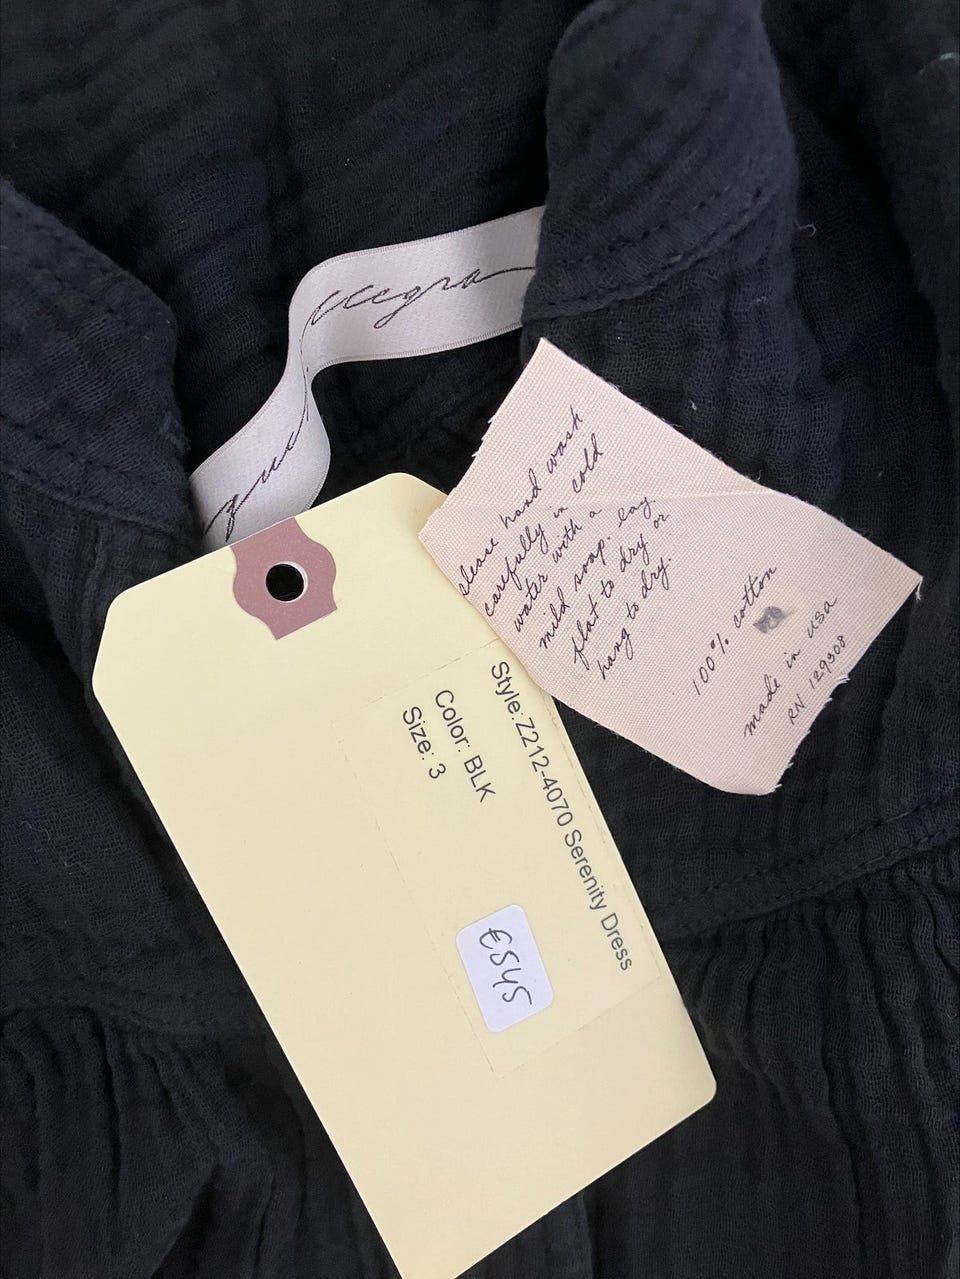 please hand wash
carefully in cold
water with a
mild soap. lay
flat to dry or
hang to dry.
100% cotton
made in usa
RN 129308
Style: Z212-4070 Serenity Dress
Color: BLK
Size: 3
€545